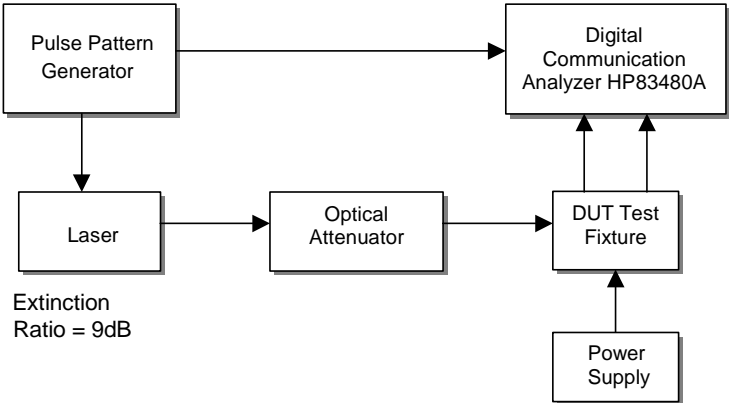 Pulse Pattern
Generator
Digital
Communication
Analyzer HP83480A
Laser
Optical
Attenuator
DUT Test
Fixture
Extinction
Ratio = 9dB
Power
Supply